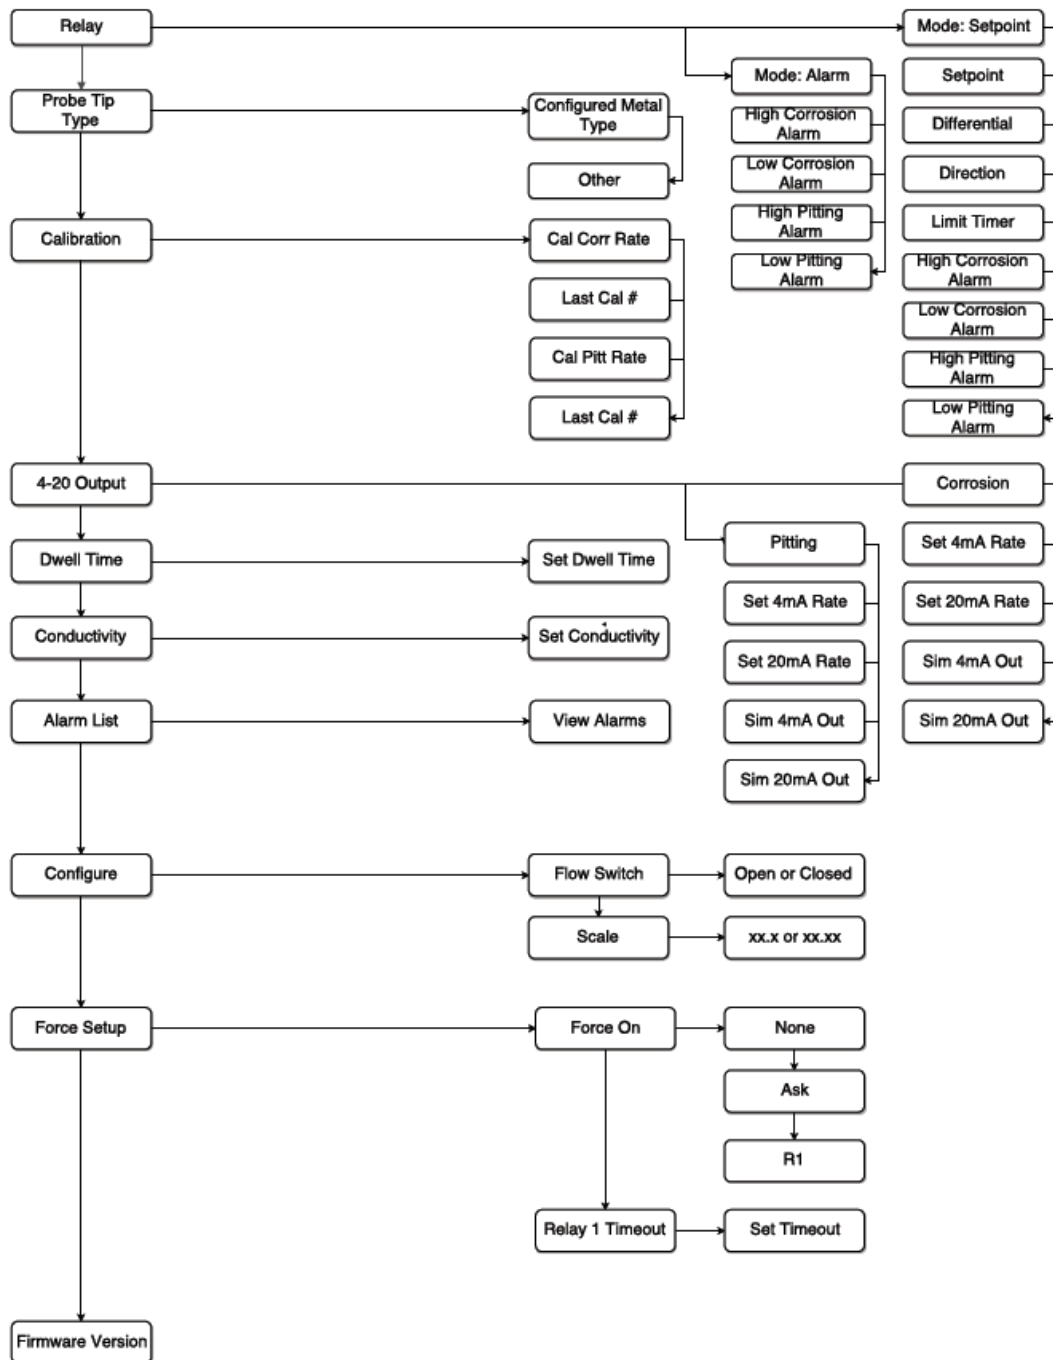 Relay
Mode: Setpoint
Mode: Alarm
Setpoint
Probe Tip
Type
Configured Metal
Type
High Corrosion
Alarm
Differential
Other
Low Corrosion
Alarm
Direction
Calibration
Cal Corr Rate
High Pitting
Alarm
Limit Timer
Low Pitting
Alarm
High Corrosion
Alarm
Last Cal #
Low Corrosion
Alarm
Cal Pitt Rate
High Pitting
Alarm
Last Cal #
Low Pitting
Alarm
4-20 Output
Corrosion
Dwell Time
Set Dwell Time
Pitting
Set 4mA Rate
Conductivity
Set Conductivity
Set 4mA Rate
Set 20mA Rate
Set 20mA Rate
Sim 4mA Out
Alarm List
View Alarms
Sim 4mA Out
Sim 20mA Out
Sim 20mA Out
Configure
Flow Switch
Open or Closed
Scale
xx.x or xx.xx
Force Setup
Force On
None
Ask
R1
Relay 1 Timeout
Set Timeout
Firmware Version